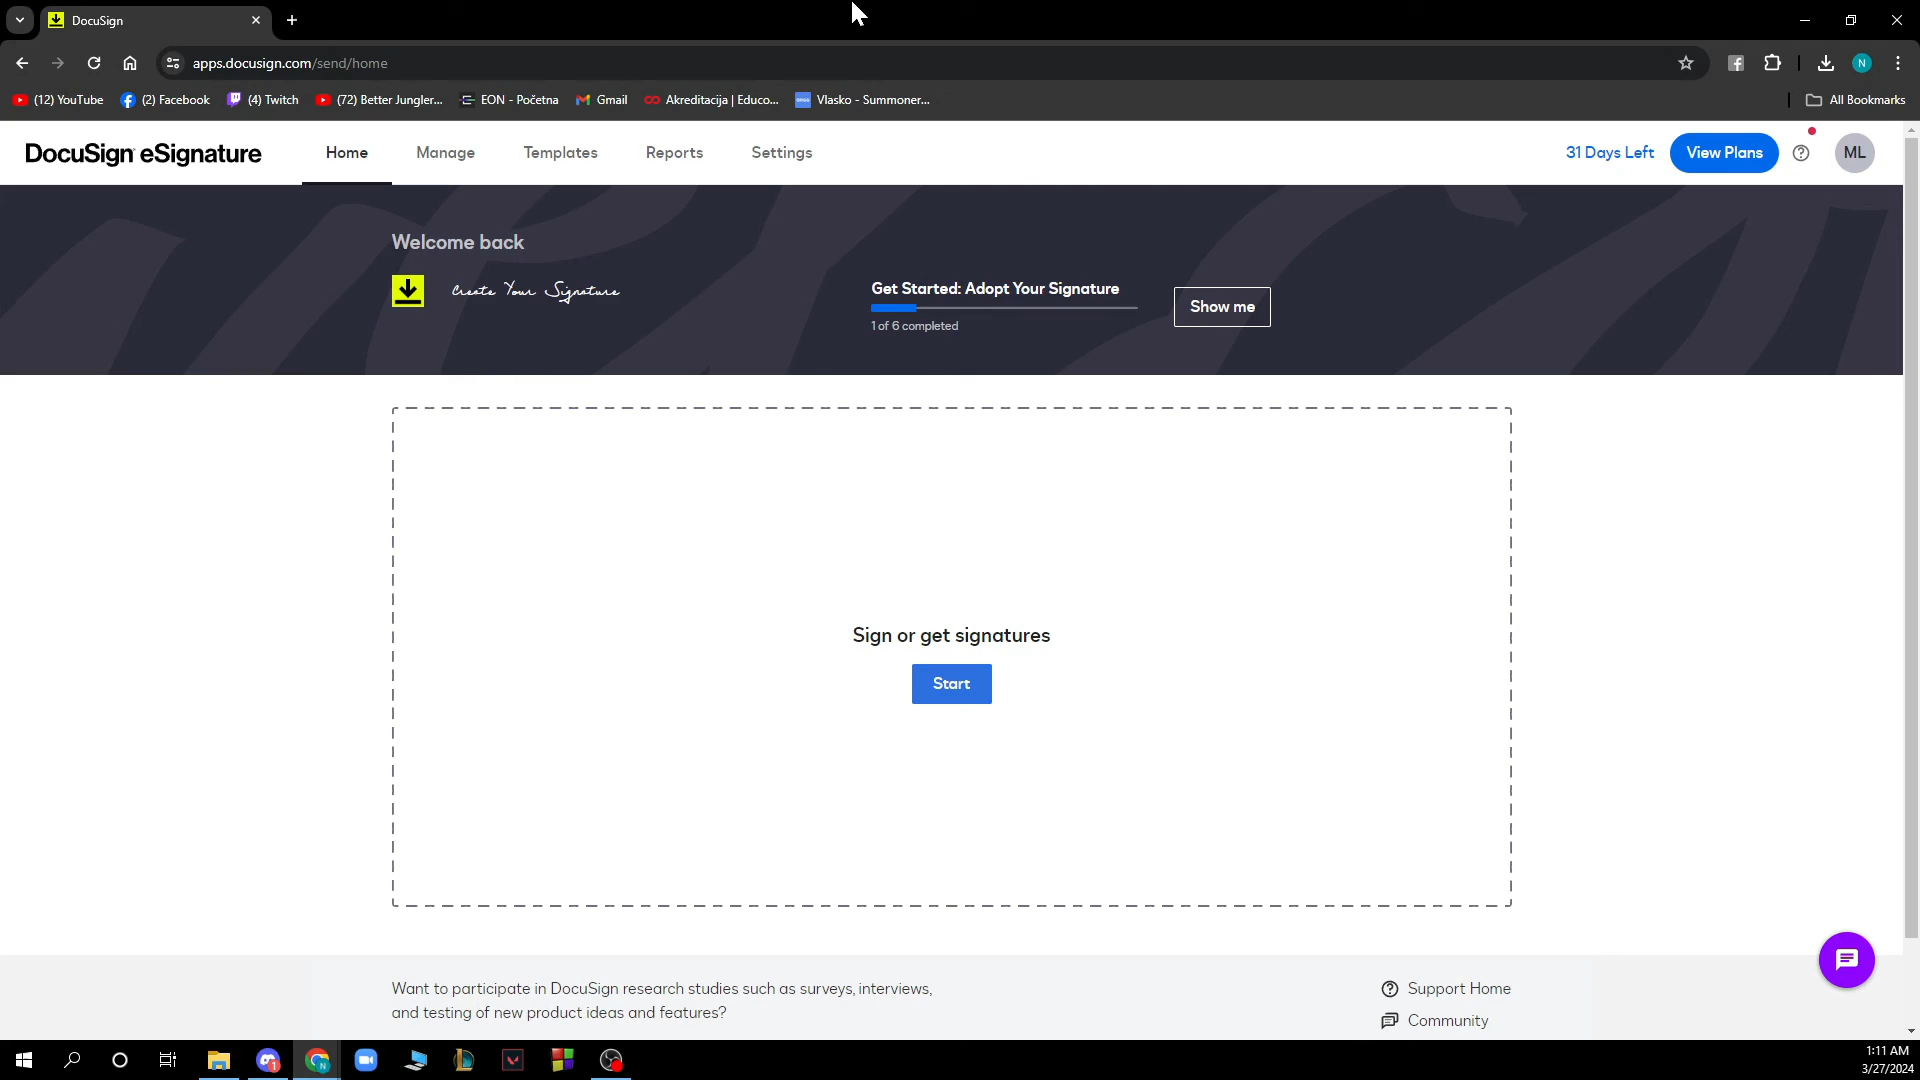 DocuSign
apps.docusign.com/send/home
N
(12) YouTube
(2) Facebook
(4) Twitch
(72) Better Jungler...
EON - Početna
Gmail
Akreditacija | Educo...
Vlasko - Summoner...
All Bookmarks
DocuSign eSignature
Home
Manage
Templates
Reports
Settings
31 Days Left
View Plans
ML
Welcome back
Create Your Signature
Get Started: Adopt Your Signature
1 of 6 completed
Show me
Sign or get signatures
Start
Want to participate in DocuSign research studies such as surveys, interviews,
and testing of new product ideas and features?
Support Home
Community
1:11 AM
3/27/2024